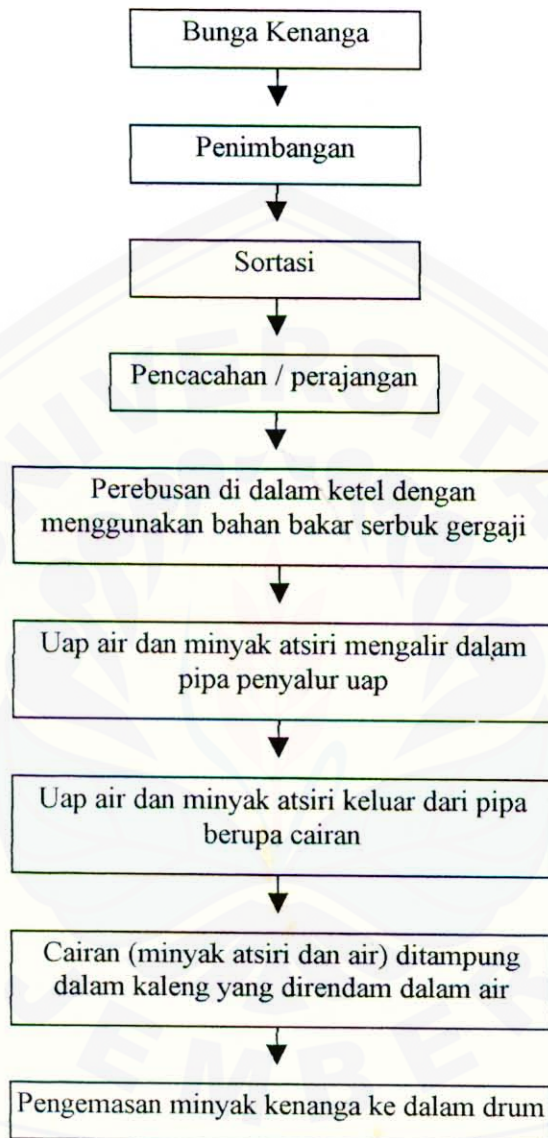 Bunga Kenanga
Penimbangan
Sortasi
Pencacahan / perajangan
Perebusan di dalam ketel dengan
menggunakan bahan bakar serbuk gergaji
Uap air dan minyak atsiri mengalir dalam
pipa penyalur uap
Uap air dan minyak atsiri keluar dari pipa
berupa cairan
Cairan (minyak atsiri dan air) ditampung
dalam kaleng yang direndam dalam air
Pengemasan minyak kenanga ke dalam drum